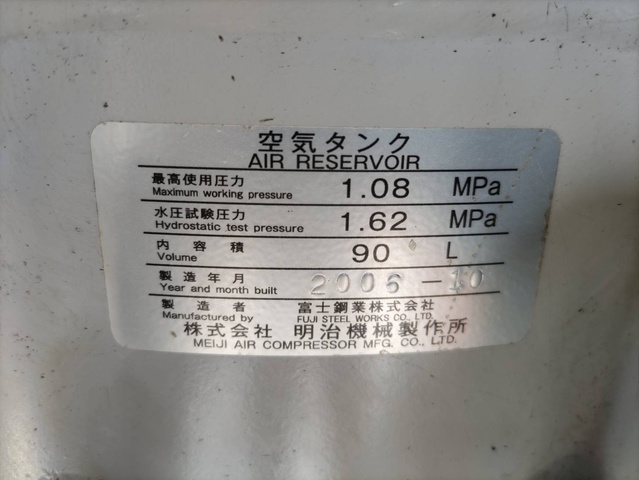 空気タンク
AIR RESERVOIR
最高使用圧力 1.08 MPa
Maximum working pressure
水圧試験圧力 1.62 MPa
Hydrostatic test pressure
内容積 90 L
Volume
製造年月 2006-10
Year and month built
製造者 富士鋼業株式会社
Manufactured by FUJI STEEL WORKS CO., LTD.
株式会社 明治機械製作所
MEIJI AIR COMPRESSOR MFG. CO., LTD.